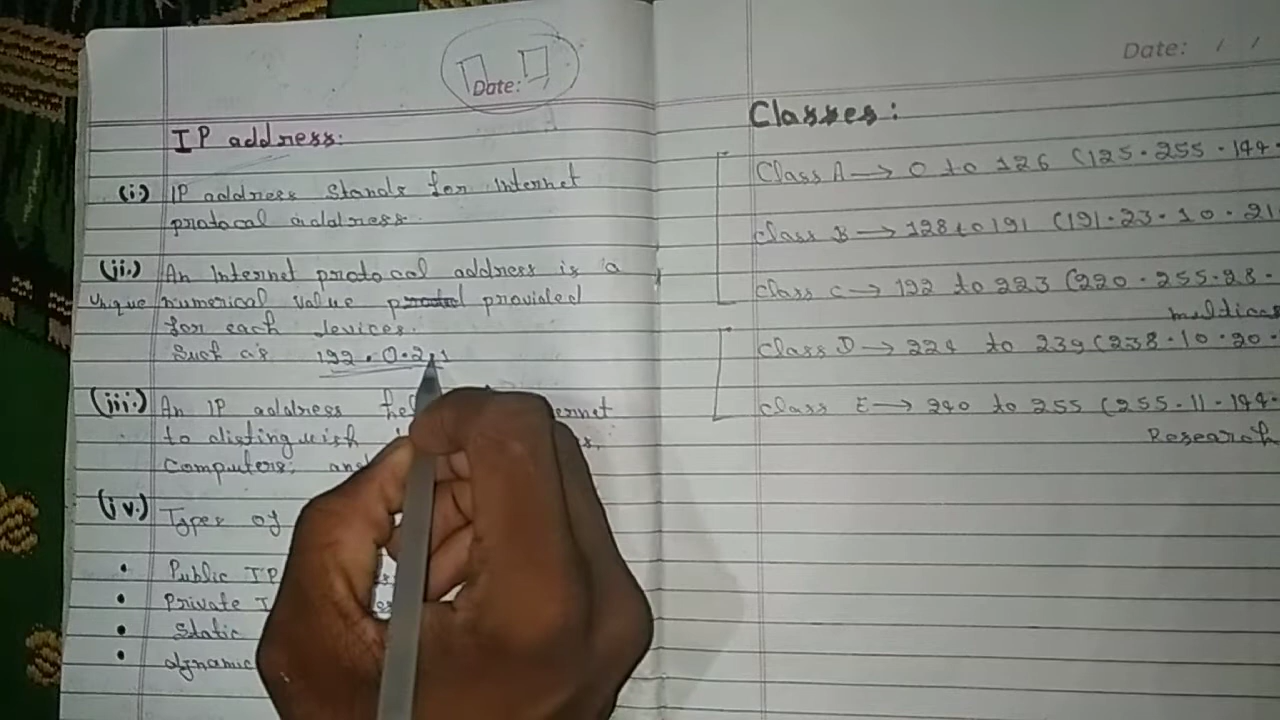 Date:
IP address:
(i.) IP address Stands for Internet
protocal address.
(ii.) An Internet protocal address is a
unique numerical value provided
for each devices.
Such as 192.0.2.1
(iii.) An IP address
to distinguish
Computers; and
(iv.) Types of
• Public IP
• Private
• Static
• dynamic
Date: / /
Classes:
Class A → 0 to 126 (125.255.144.
Class B → 128 to 191 (191.23.10.21
class C → 192 to 223 (220.255.28.
Class D → 224 to 239 (238.10.20.
class E → 240 to 255 (255.11.144.
Research